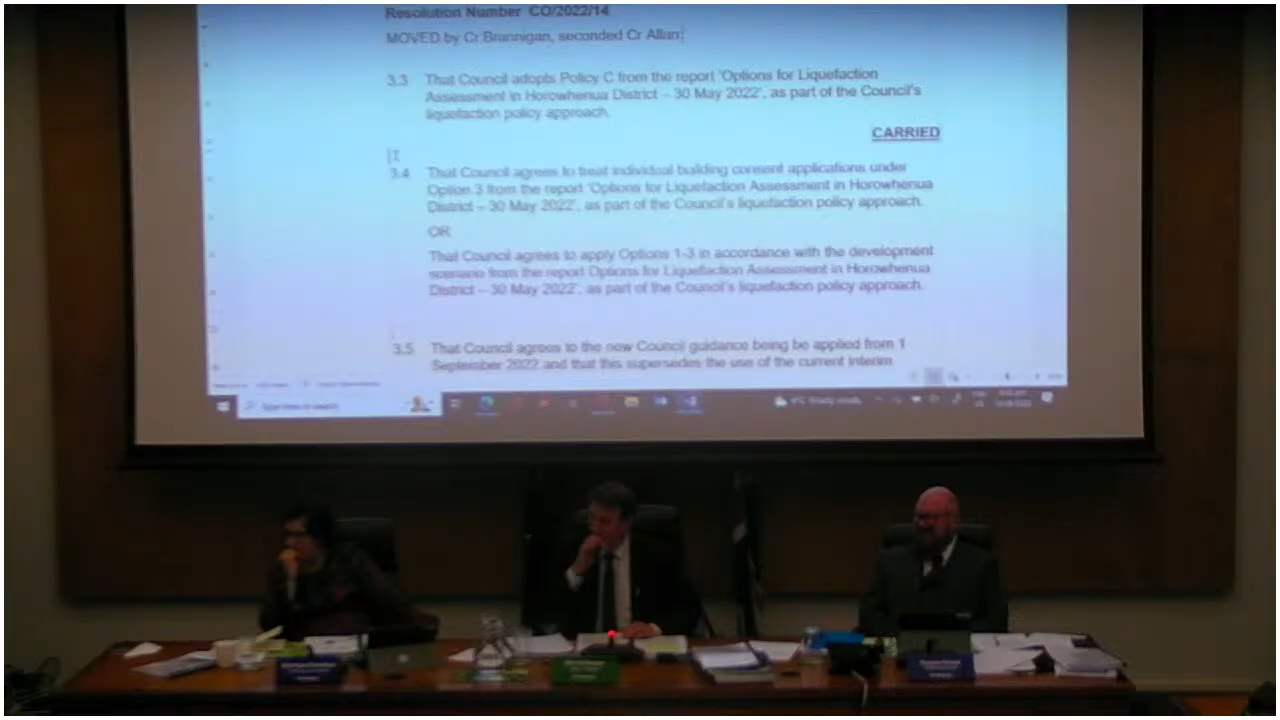 Resolution Number CO/2022/14
MOVED by Cr Brannigan, seconded Cr Allan:
3.3 That Council adopts Policy C from the report 'Options for Liquefaction
Assessment in Horowhenua District – 30 May 2022', as part of the Council's
liquefaction policy approach.
CARRIED
3.4 That Council agrees to treat individual building consent applications under
Option 3 from the report 'Options for Liquefaction Assessment in Horowhenua
District – 30 May 2022', as part of the Council's liquefaction policy approach.
OR
That Council agrees to apply Options 1-3 in accordance with the development
scenario from the report Options for Liquefaction Assessment in Horowhenua
District – 30 May 2022', as part of the Council's liquefaction policy approach.
3.5 That Council agrees to the new Council guidance being be applied from 1
September 2022 and that this supersedes the use of the current interim
Type here to search